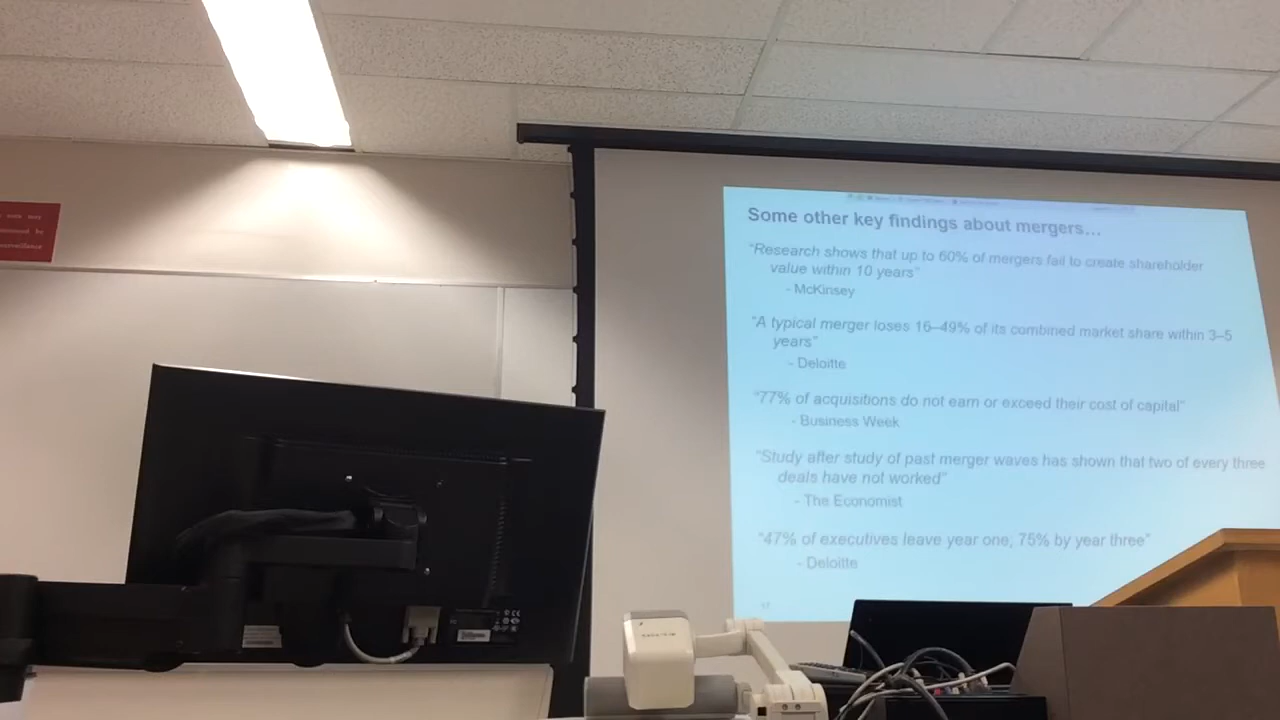 surveillance
Some other key findings about mergers…
“Research shows that up to 60% of mergers fail to create shareholder
value within 10 years”
- McKinsey
“A typical merger loses 16–49% of its combined market share within 3–5
years”
- Deloitte
“77% of acquisitions do not earn or exceed their cost of capital”
- Business Week
“Study after study of past merger waves has shown that two of every three
deals have not worked”
- The Economist
“47% of executives leave year one, 75% by year three”
- Deloitte
17